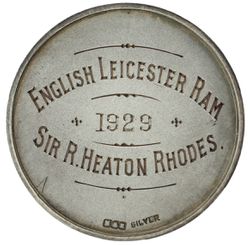 ENGLISH LEICESTER RAM
1929
SIR R. HEATON RHODES.
SILVER